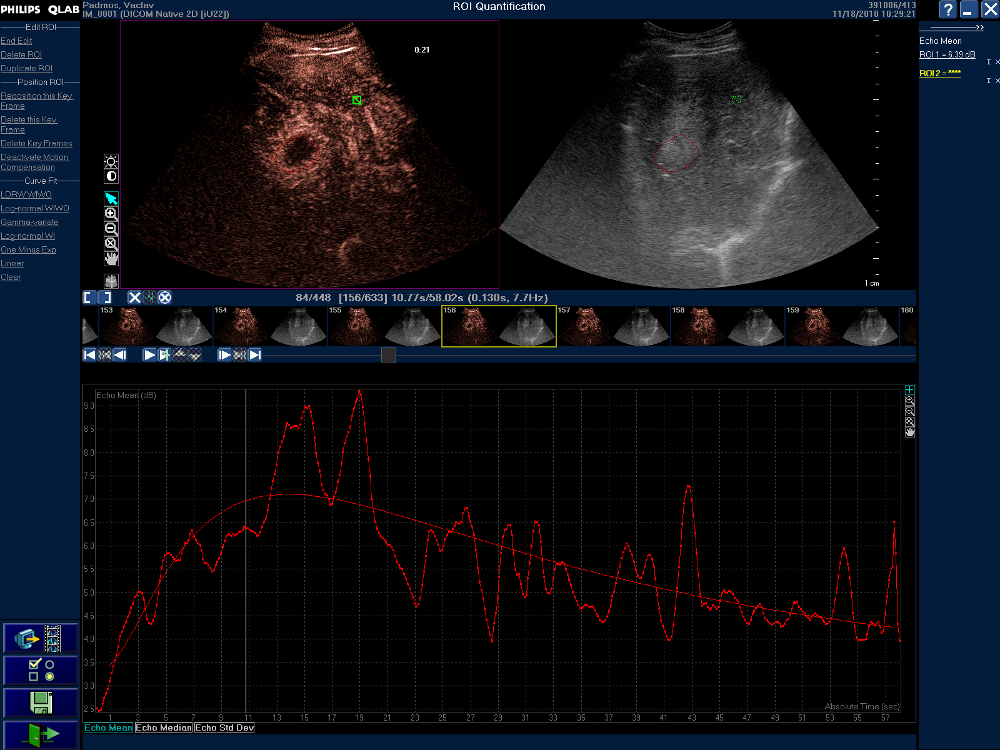 PHILIPS QLAB
Padrnos, Vaclav
IM_0001 (DICOM Native 2D [iU22])
ROI Quantification
391006/413
11/18/2010 10:29:21
Edit ROI
End Edit
Delete ROI
Duplicate ROI
Position ROI
Reposition this Key
Frame
Delete this Key
Frame
Delete Key Frames
Deactivate Motion
Compensation
Curve Fit
LDRW WIWO
Log-normal WIWO
Gamma-variate
Log-normal WI
One Minus Exp
Linear
Clear
0:21
1 cm
>>
Echo Mean
ROI 1 = 6.39 dB
I X
ROI 2 = ****
I X
84/448 [156/633] 10.77s/58.02s (0.130s, 7.7Hz)
153 154 155 156 157 158 159 160
Echo Mean (dB)
9.0
8.5
8.0
7.5
7.0
6.5
6.0
5.5
5.0
4.5
4.0
3.5
3.0
2.5
Absolute Time (sec)
1 3 5 7 9 11 13 15 17 19 21 23 25 27 29 31 33 35 37 39 41 43 45 47 49 51 53 55 57
Echo Mean Echo Median Echo Std Dev